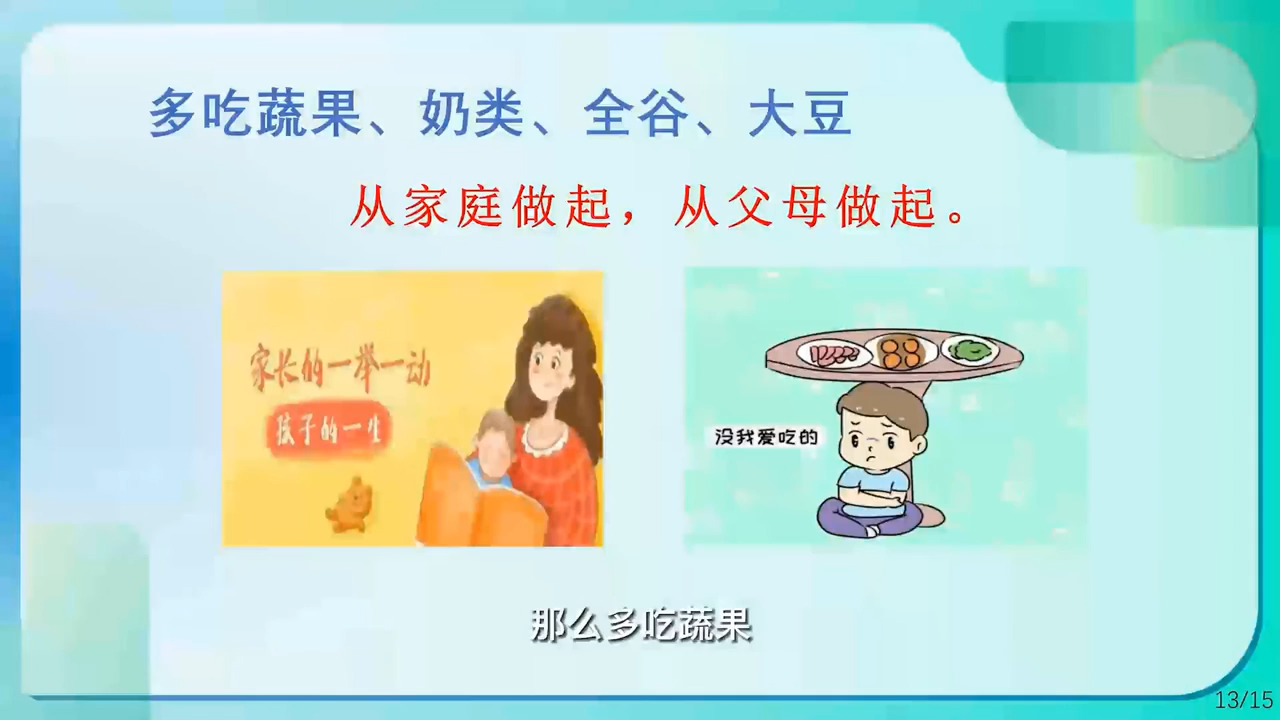 多吃蔬果、奶类、全谷、大豆
从家庭做起，从父母做起。
家长的一举一动
孩子的一生
没我爱吃的
那么多吃蔬果
13/15